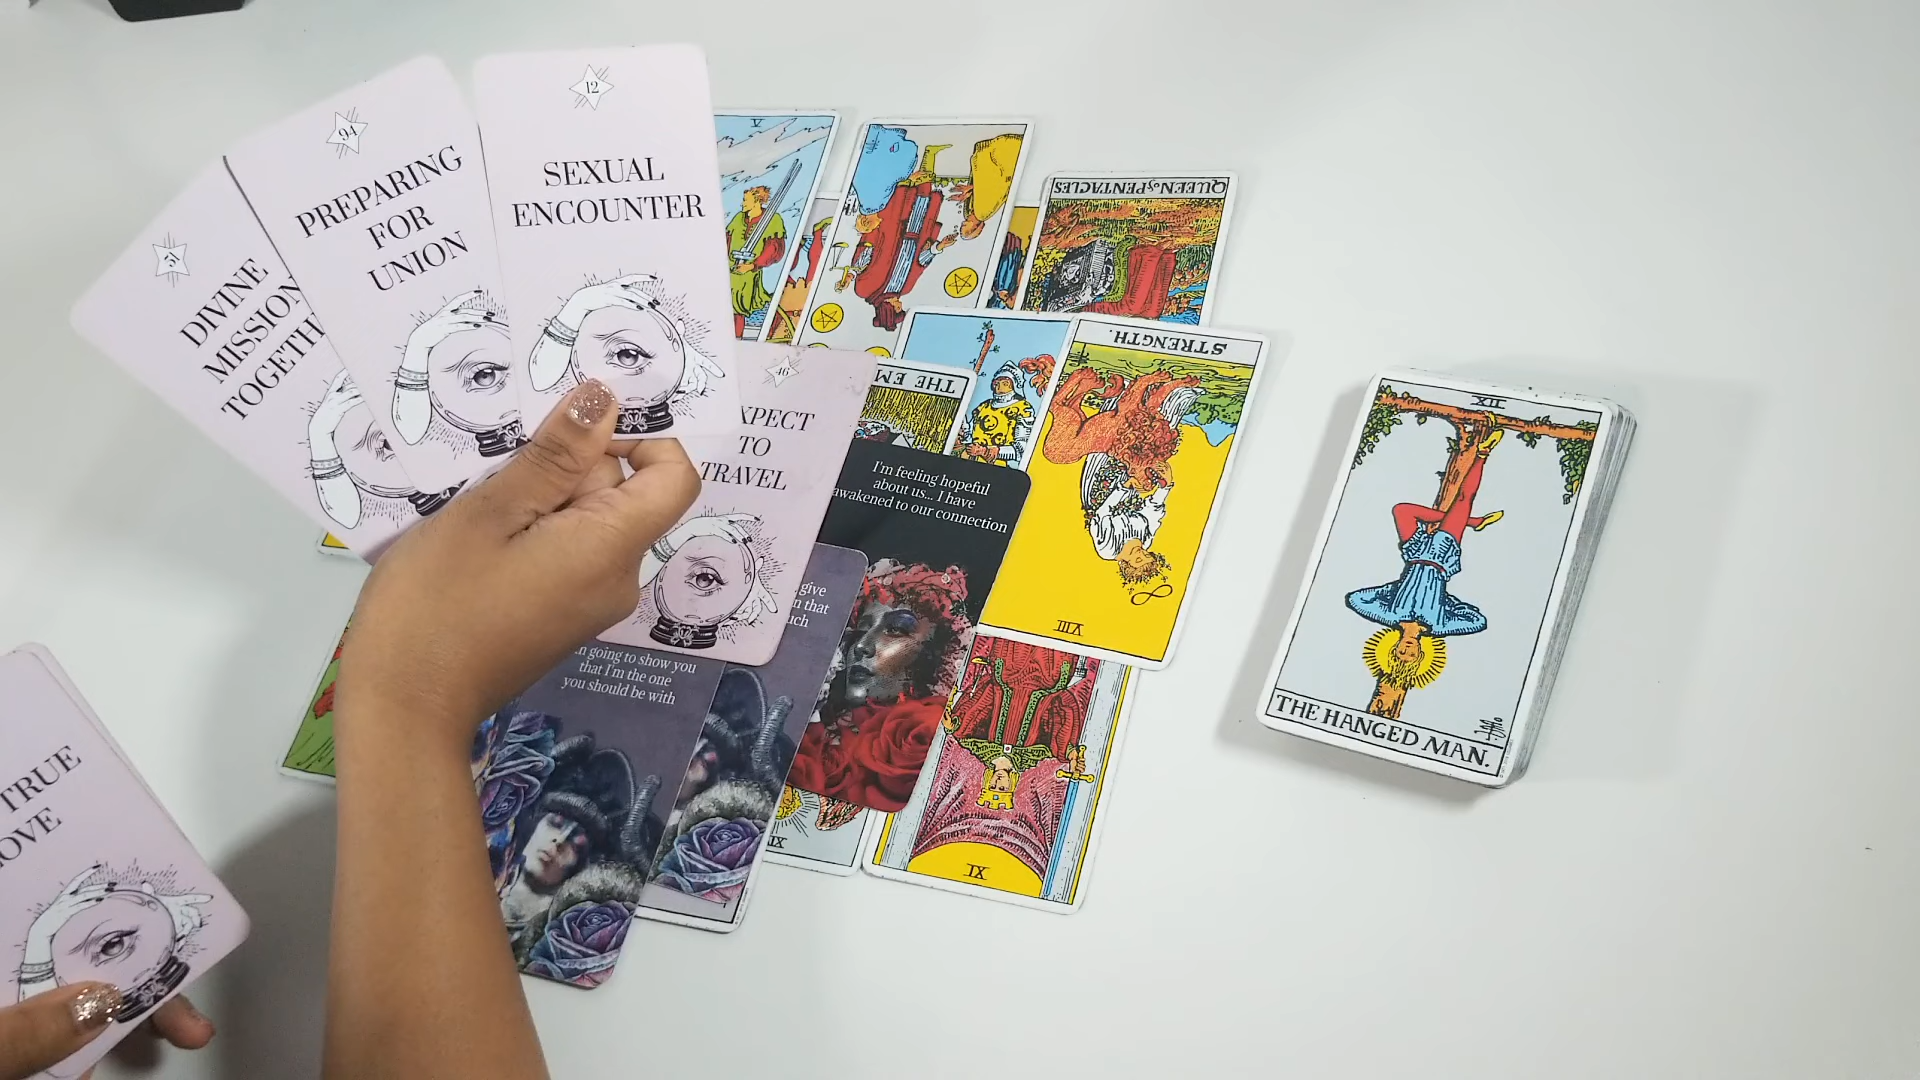 12
SEXUAL
ENCOUNTER
94
PREPARING
FOR
UNION
51
DIVINE
MISSION
TOGETH
V
QUEEN of PENTACLES
46
XPECT
TO
TRAVEL
THE EM
STRENGTH.
VIII
I'm feeling hopeful
about us... I have
awakened to our connection
give
n that
uch
going to show you
that I'm the one
you should be with
XI
XI
XII
THE HANGED MAN.
TRUE
OVE